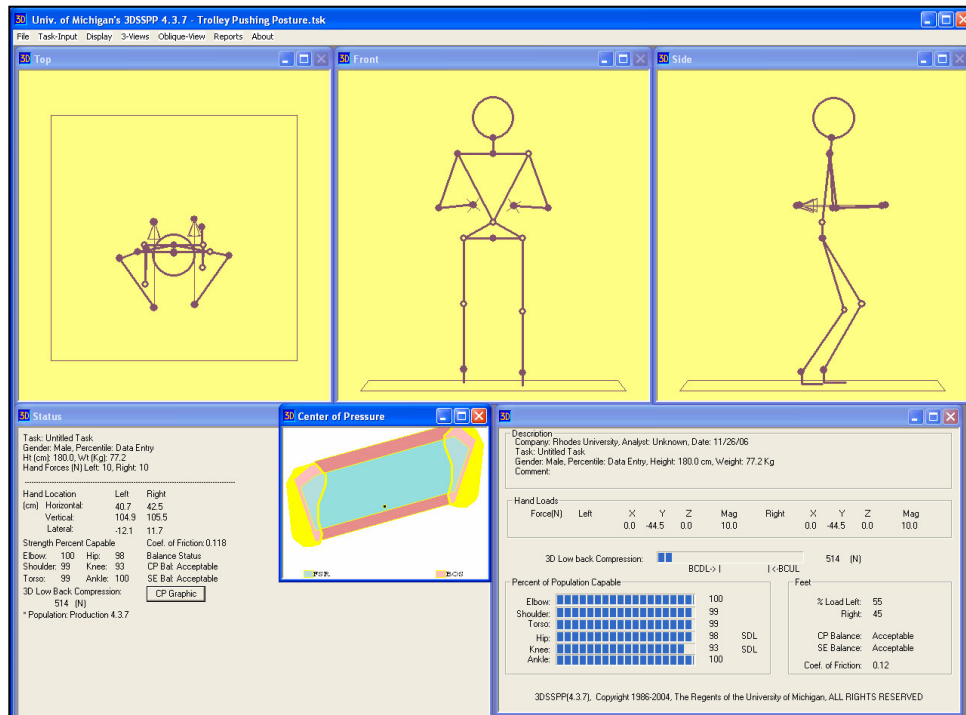 3D Univ. of Michigan's 3DSSPP 4.3.7 - Trolley Pushing Posture.tsk
File Task-Input Display 3-Views Oblique-View Reports About
3D Top
3D Front
3D Side
3D Status
Task: Untitled Task
Gender: Male, Percentile: Data Entry
Ht (cm): 180.0, Wt (Kg): 77.2
Hand Forces (N) Left: 10, Right: 10
Hand Location Left Right
(cm) Horizontal: 40.7 42.5
Vertical: 104.9 105.5
Lateral: -12.1 11.7
Strength Percent Capable Coef. of Friction: 0.118
Elbow: 100 Hip: 98 Balance Status
Shoulder: 99 Knee: 93 CP Bal: Acceptable
Torso: 99 Ankle: 100 SE Bal: Acceptable
3D Low Back Compression: CP Graphic
514 (N)
* Population: Production 4.3.7
3D Center of Pressure
FSR BOS
3D
Description
Company: Rhodes University, Analyst: Unknown, Date: 11/26/06
Task: Untitled Task
Gender: Male, Percentile: Data Entry, Height: 180.0 cm, Weight: 77.2 Kg
Comment:
Hand Loads
Force(N) Left X Y Z Mag Right X Y Z Mag
0.0 -44.5 0.0 10.0 0.0 -44.5 0.0 10.0
3D Low back Compression: 514 (N)
BCDL-> | | <-BCUL
Percent of Population Capable
Elbow: 100
Shoulder: 99
Torso: 99
Hip: 98 SDL
Knee: 93 SDL
Ankle: 100
Feet
% Load Left: 55
Right: 45
CP Balance: Acceptable
SE Balance: Acceptable
Coef. of Friction: 0.12
3DSSPP(4.3.7), Copyright 1986-2004, The Regents of the University of Michigan, ALL RIGHTS RESERVED